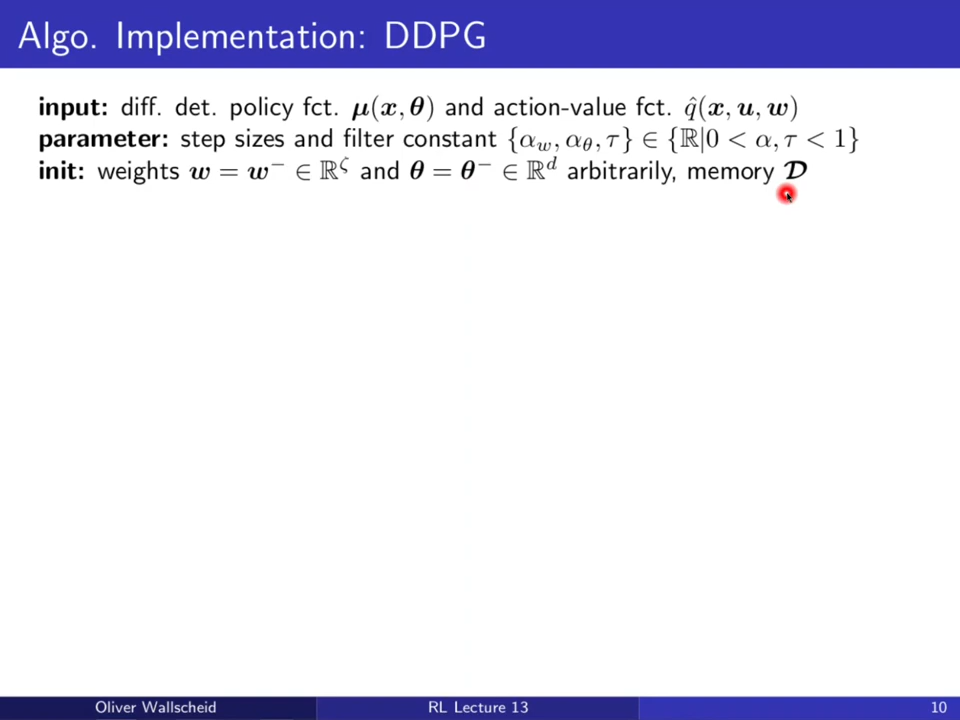 Algo. Implementation: DDPG
input: diff. det. policy fct. μ(x, θ) and action-value fct. q̂(x, u, w)
parameter: step sizes and filter constant {α_w, α_θ, τ} ∈ {ℝ|0 < α, τ < 1}
init: weights w = w⁻ ∈ ℝ^ζ and θ = θ⁻ ∈ ℝ^d arbitrarily, memory 𝓓
Oliver Wallscheid
RL Lecture 13
10